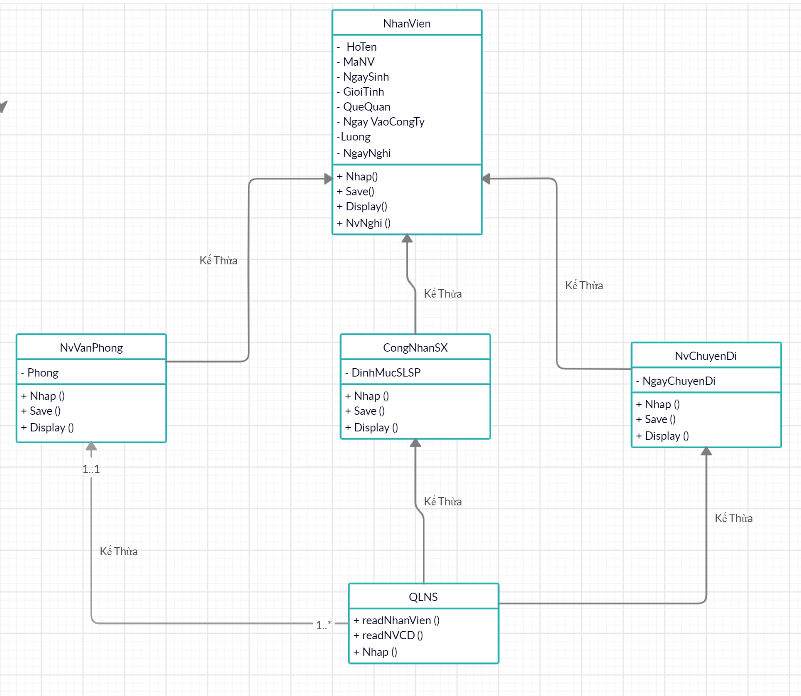 NhanVien
- HoTen
- MaNV
- NgaySinh
- GioiTinh
- QueQuan
- Ngay VaoCongTy
-Luong
- NgayNghi
+ Nhap()
+ Save()
+ Display()
+ NvNghi ()
Kế Thừa
Kế Thừa
Kế Thừa
NvVanPhong
- Phong
+ Nhap ()
+ Save ()
+ Display ()
CongNhanSX
- DinhMucSLSP
+ Nhap ()
+ Save ()
+ Display ()
NvChuyenDi
- NgayChuyenDi
+ Nhap ()
+ Save ()
+ Display ()
1..1
Kế Thừa
Kế Thừa
Kế Thừa
1..*
QLNS
+ readNhanVien ()
+ readNVCD ()
+ Nhap ()